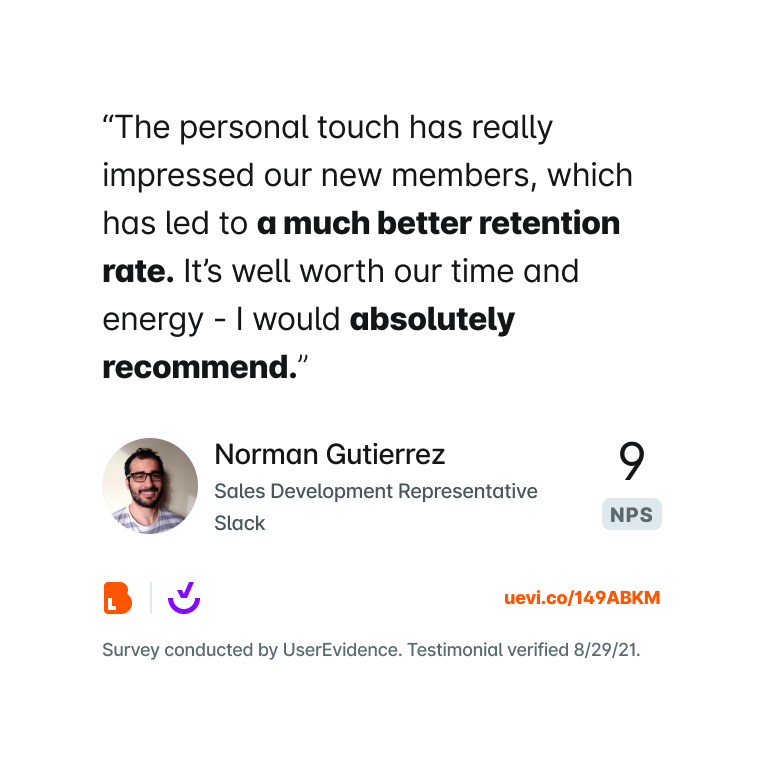 “The personal touch has really
impressed our new members, which
has led to a much better retention
rate. It’s well worth our time and
energy - I would absolutely
recommend.”
Norman Gutierrez
Sales Development Representative
Slack
9
NPS
BL
uevi.co/149ABKM
Survey conducted by UserEvidence. Testimonial verified 8/29/21.